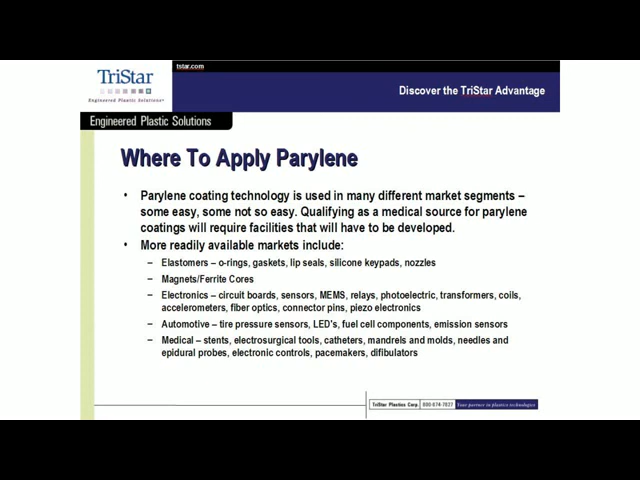 tstar.com
TriStar
Engineered Plastic Solutions
Discover the TriStar Advantage
Engineered Plastic Solutions
Where To Apply Parylene
• Parylene coating technology is used in many different market segments –
some easy, some not so easy. Qualifying as a medical source for parylene
coatings will require facilities that will have to be developed.
• More readily available markets include:
– Elastomers – o-rings, gaskets, lip seals, silicone keypads, nozzles
– Magnets/Ferrite Cores
– Electronics – circuit boards, sensors, MEMS, relays, photoelectric, transformers, coils,
accelerometers, fiber optics, connector pins, piezo electronics
– Automotive – tire pressure sensors, LED's, fuel cell components, emission sensors
– Medical – stents, electrosurgical tools, catheters, mandrels and molds, needles and
epidural probes, electronic controls, pacemakers, difibulators
TriStar Plastics Corp. 800-874-7827 Your partner in plastics technologies